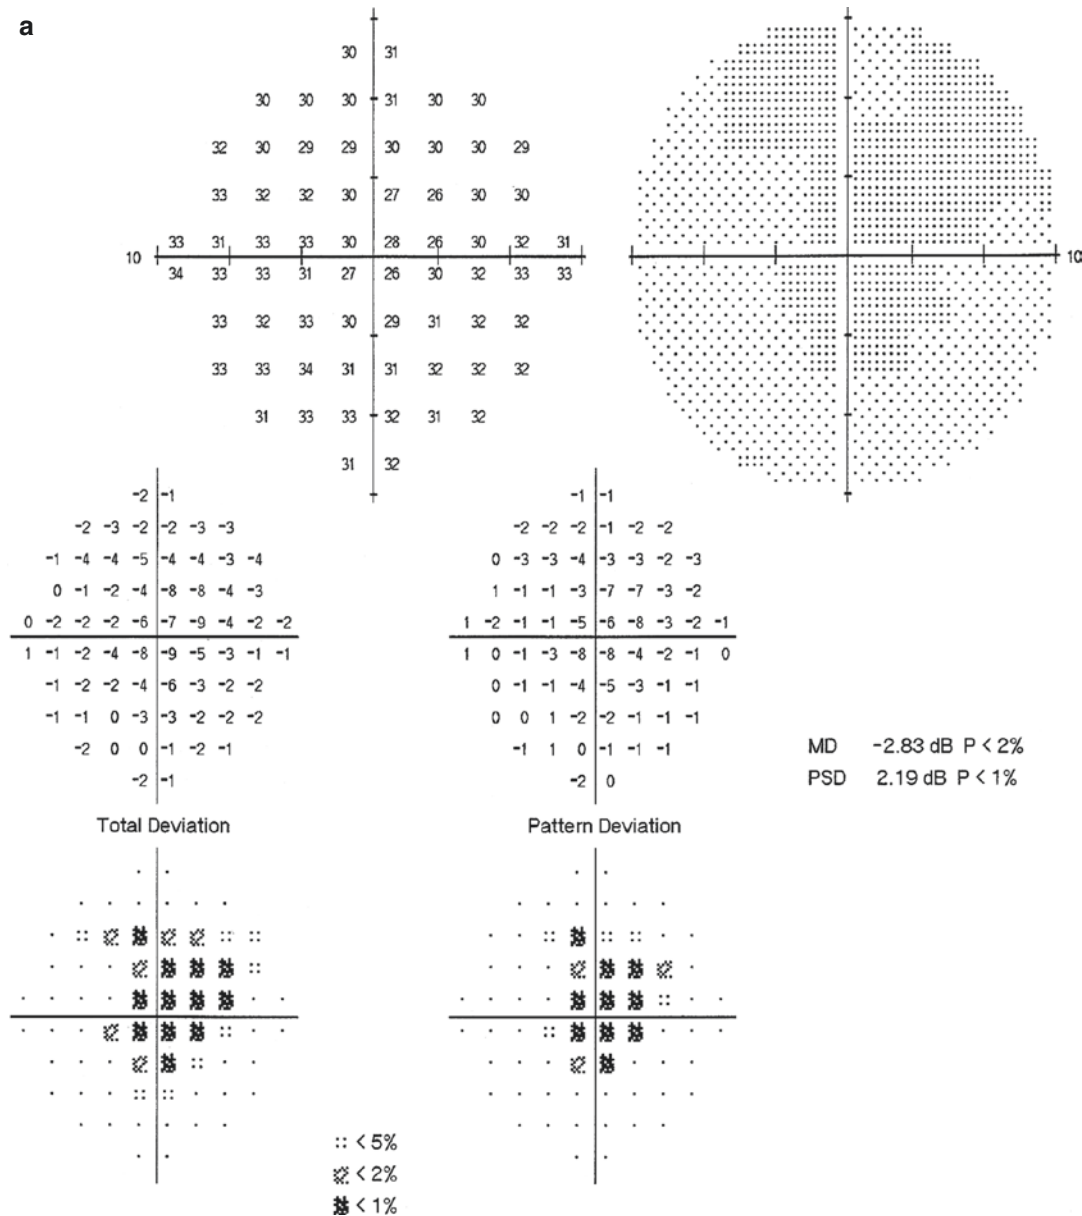 a
30 31
30 30 30 31 30 30
32 30 29 29 30 30 30 29
33 32 32 30 27 26 30 30
33 31 33 33 30 28 26 30 32 31
10 10
34 33 33 31 27 26 30 32 33 33
33 32 33 30 29 31 32 32
33 33 34 31 31 32 32 32
31 33 33 32 31 32
31 32
-2 -1
-2 -3 -2 -2 -3 -3
-1 -4 -4 -5 -4 -4 -3 -4
0 -1 -2 -4 -8 -8 -4 -3
0 -2 -2 -2 -6 -7 -9 -4 -2 -2
1 -1 -2 -4 -8 -9 -5 -3 -1 -1
-1 -2 -2 -4 -6 -3 -2 -2
-1 -1 0 -3 -3 -2 -2 -2
-2 0 0 -1 -2 -1
-2 -1
Total Deviation
-1 -1
-2 -2 -2 -1 -2 -2
0 -3 -3 -4 -3 -3 -2 -3
1 -1 -1 -3 -7 -7 -3 -2
1 -2 -1 -1 -5 -6 -8 -3 -2 -1
1 0 -1 -3 -8 -8 -4 -2 -1 0
0 -1 -1 -4 -5 -3 -1 -1
0 0 1 -2 -2 -1 -1 -1
-1 1 0 -1 -1 -1
-2 0
Pattern Deviation
MD -2.83 dB P < 2%
PSD 2.19 dB P < 1%
< 5%
< 2%
< 1%